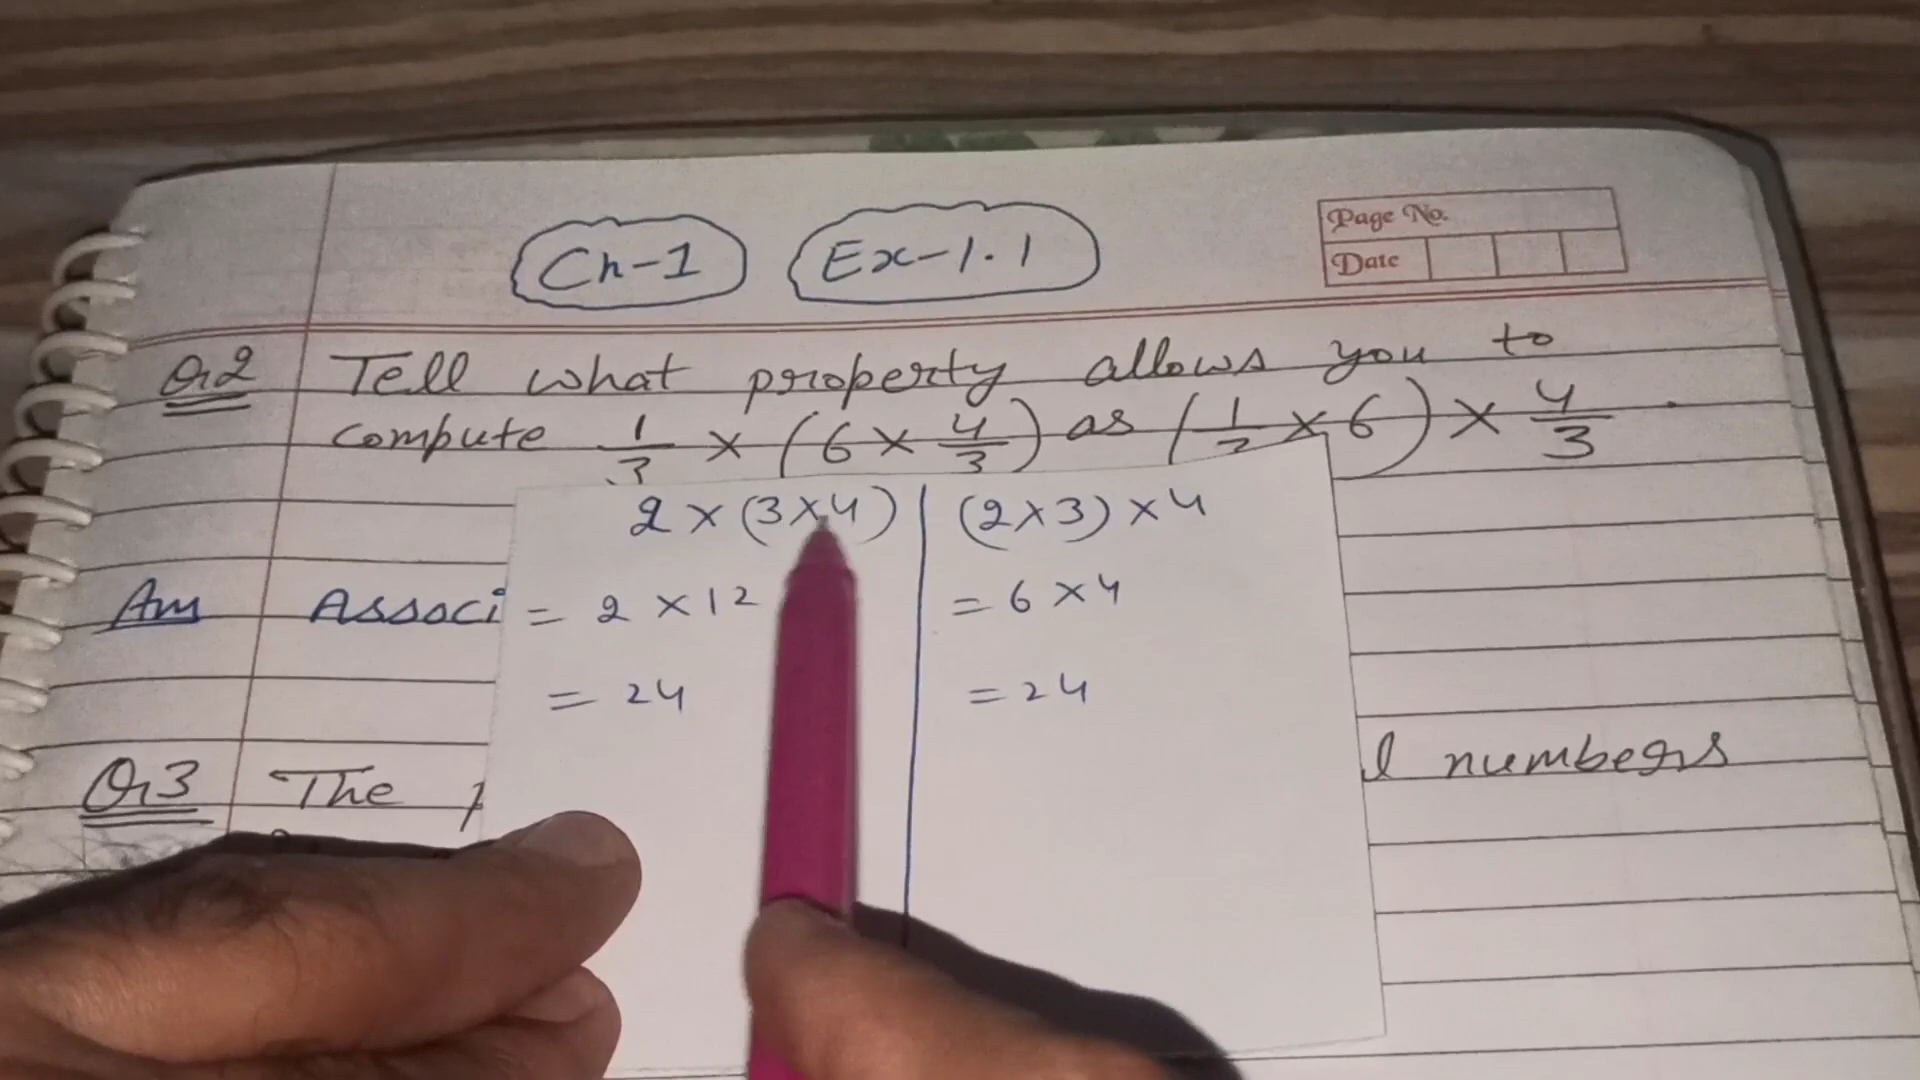 Ch-1 Ex-1.1
Page No.
Date
Q2 Tell what property allows you to
compute 1/3 × (6 × 4/3) as (1/3 × 6) × 4/3.
2 × (3×4) | (2×3) × 4
= 2 × 12 = 6 × 4
= 24 = 24
Ans Associ
Q3 The numbers